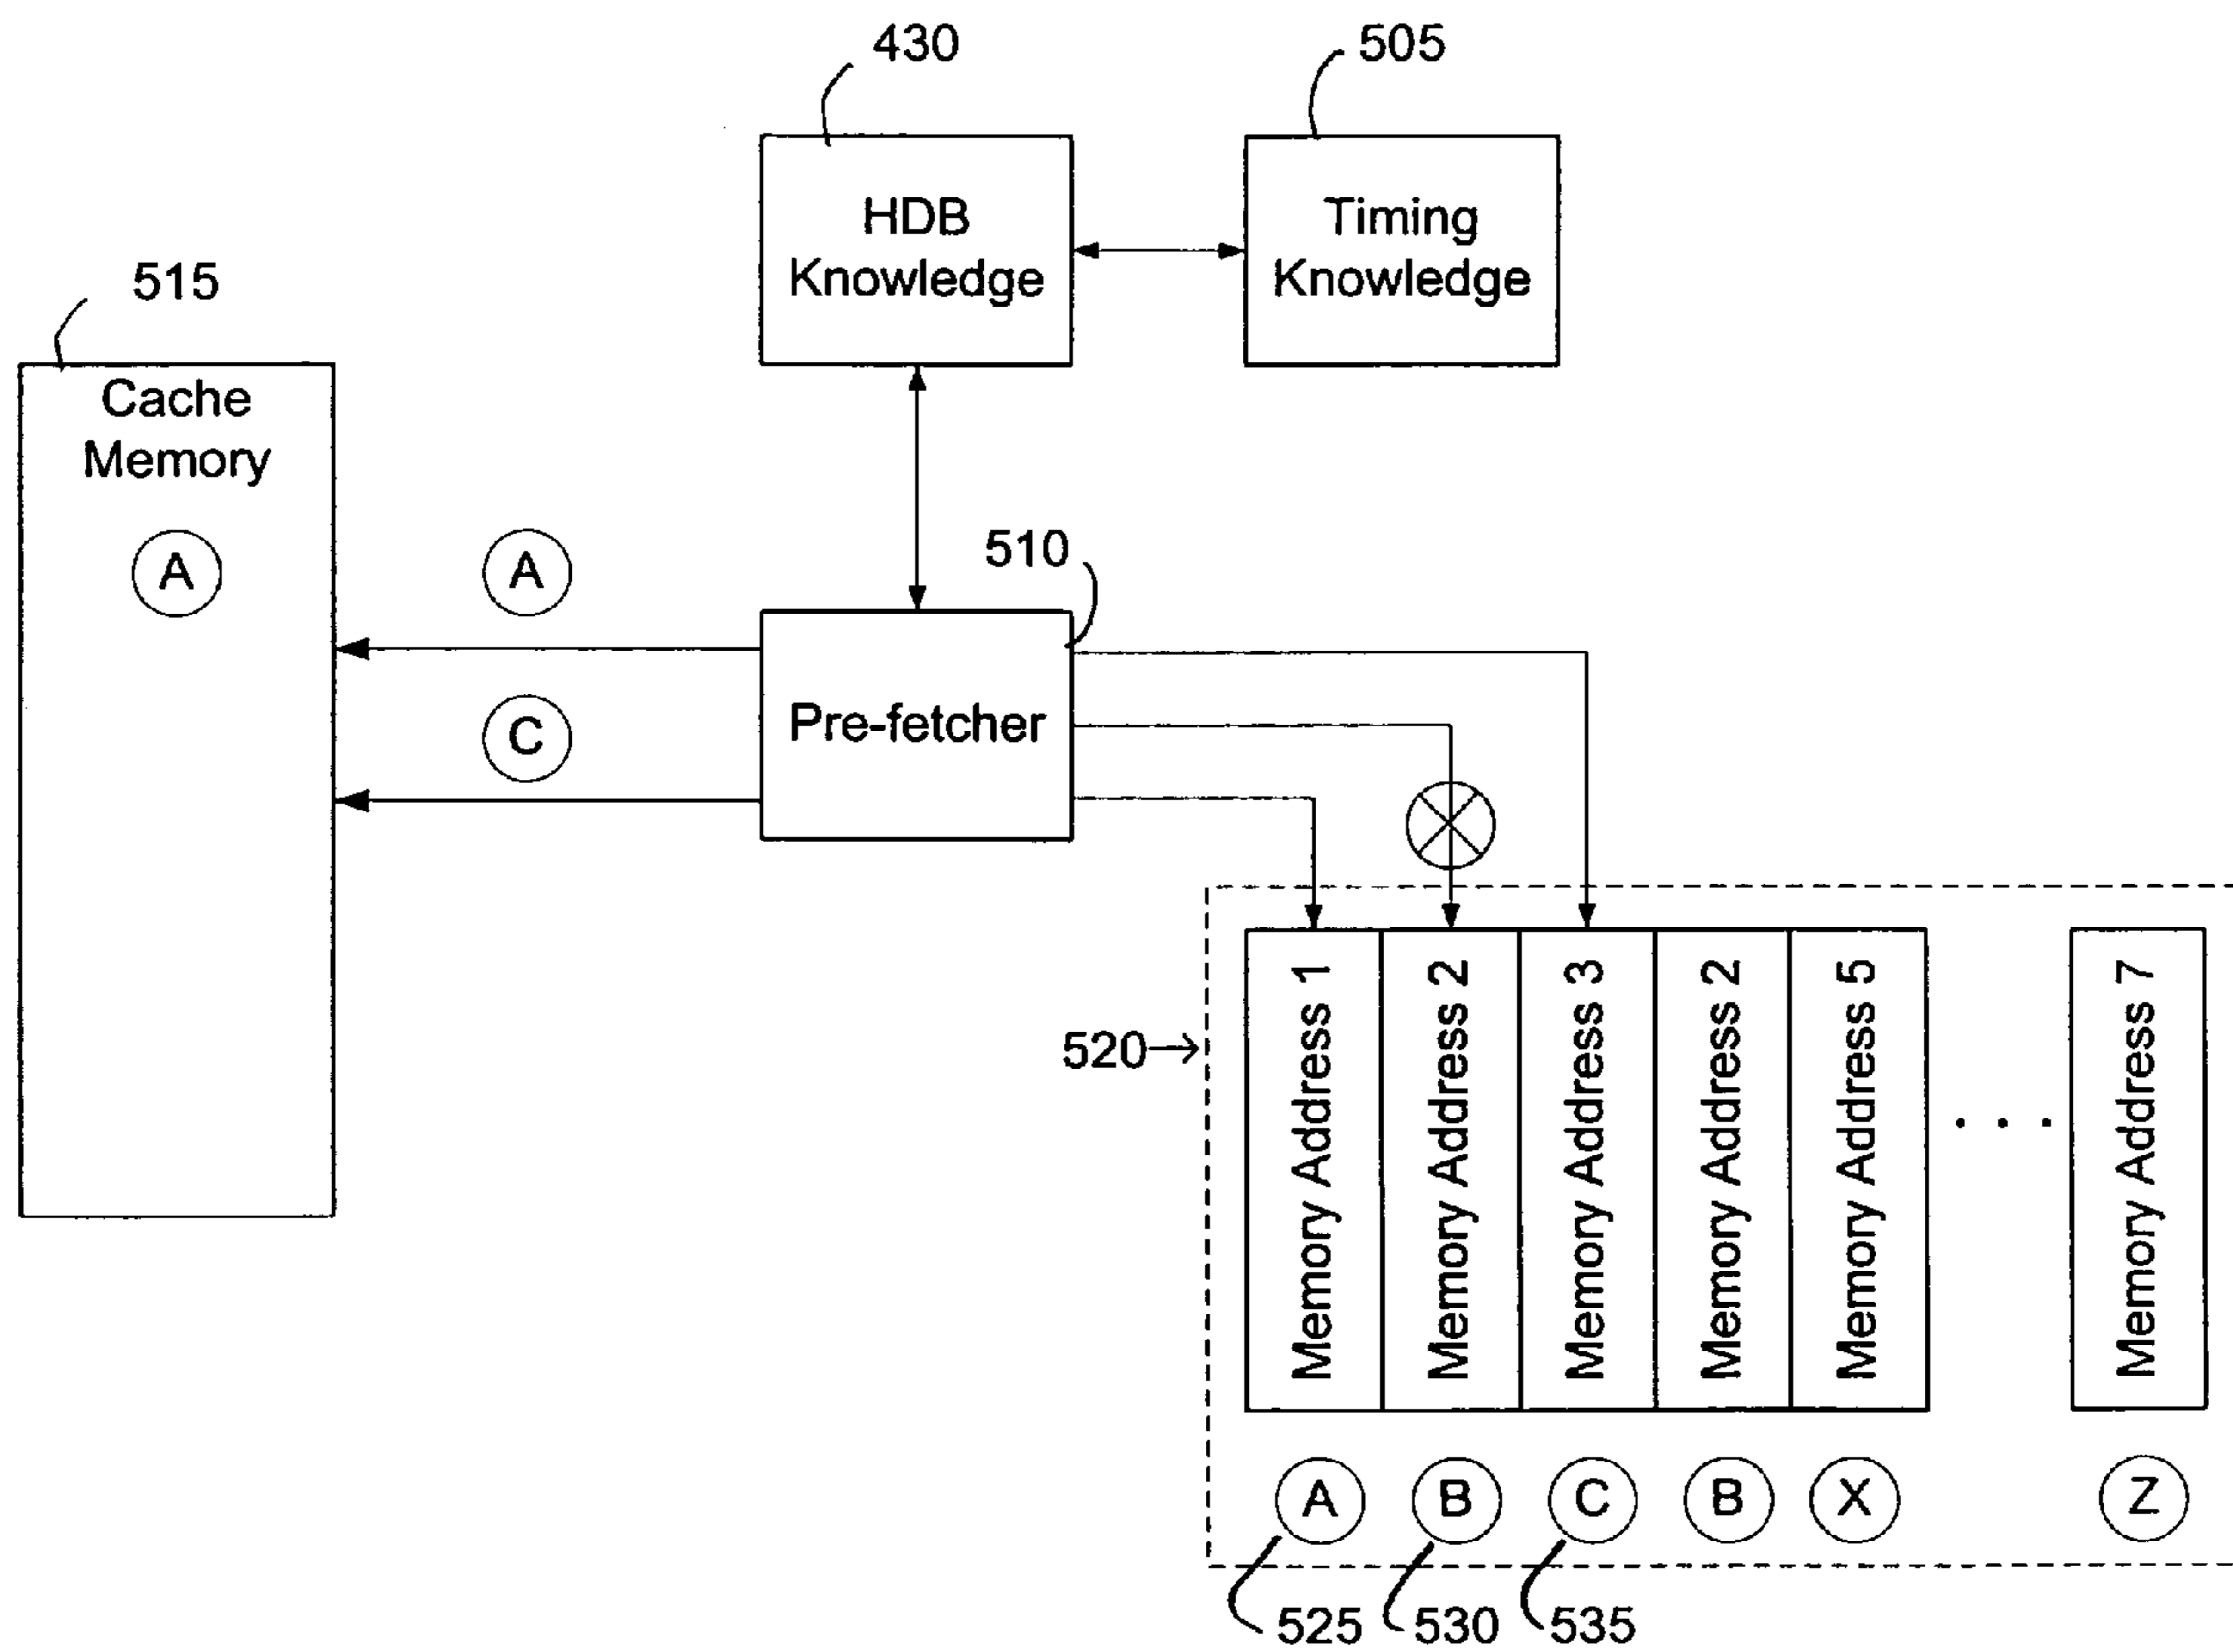 430
505
HDB
Knowledge
Timing
Knowledge
515
Cache
Memory
A
A
510
C
Pre-fetcher
520
Memory Address 1
Memory Address 2
Memory Address 3
Memory Address 2
Memory Address 5
. . .
Memory Address 7
A
B
C
B
X
Z
525
530
535